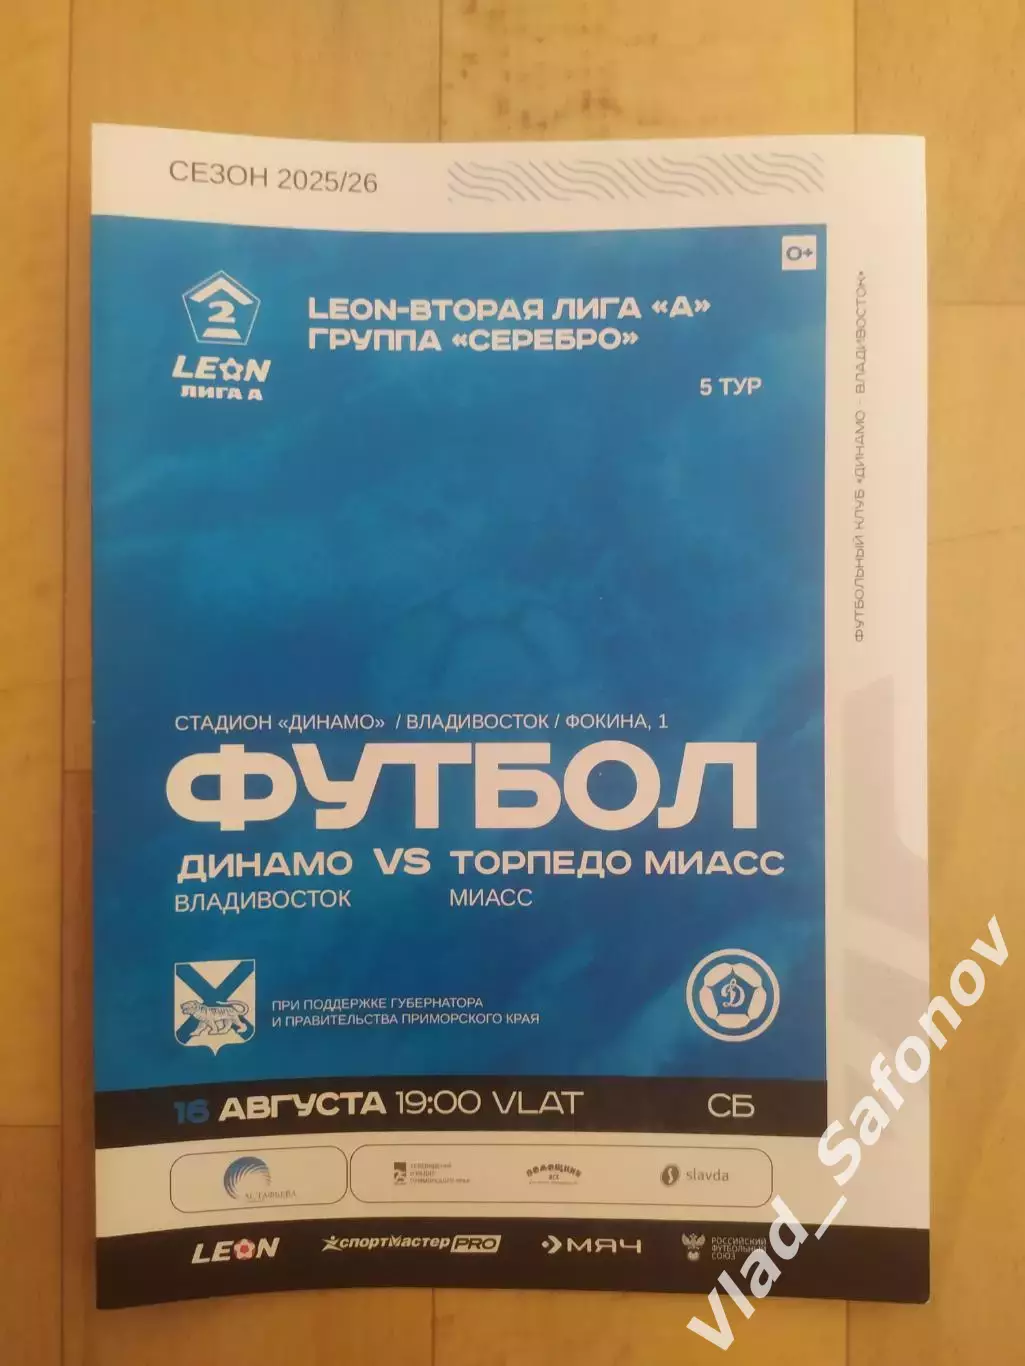 СЕЗОН 2025/26
0+
2
LEON
ЛИГА А
LEON-ВТОРАЯ ЛИГА «А»
ГРУППА «СЕРЕБРО»
5 ТУР
ФУТБОЛЬНЫЙ КЛУБ «ДИНАМО - ВЛАДИВОСТОК»
СТАДИОН «ДИНАМО» / ВЛАДИВОСТОК / ФОКИНА, 1
ФУТБОЛ
ДИНАМО VS ТОРПЕДО МИАСС
ВЛАДИВОСТОК МИАСС
ПРИ ПОДДЕРЖКЕ ГУБЕРНАТОРА
И ПРАВИТЕЛЬСТВА ПРИМОРСКОГО КРАЯ
Д
16 АВГУСТА 19:00 VLAT СБ
slavda
LEON
СПОРТМАСТЕР PRO
МЯЧ
РОССИЙСКИЙ
ФУТБОЛЬНЫЙ
СОЮЗ
Vlad_Safonov